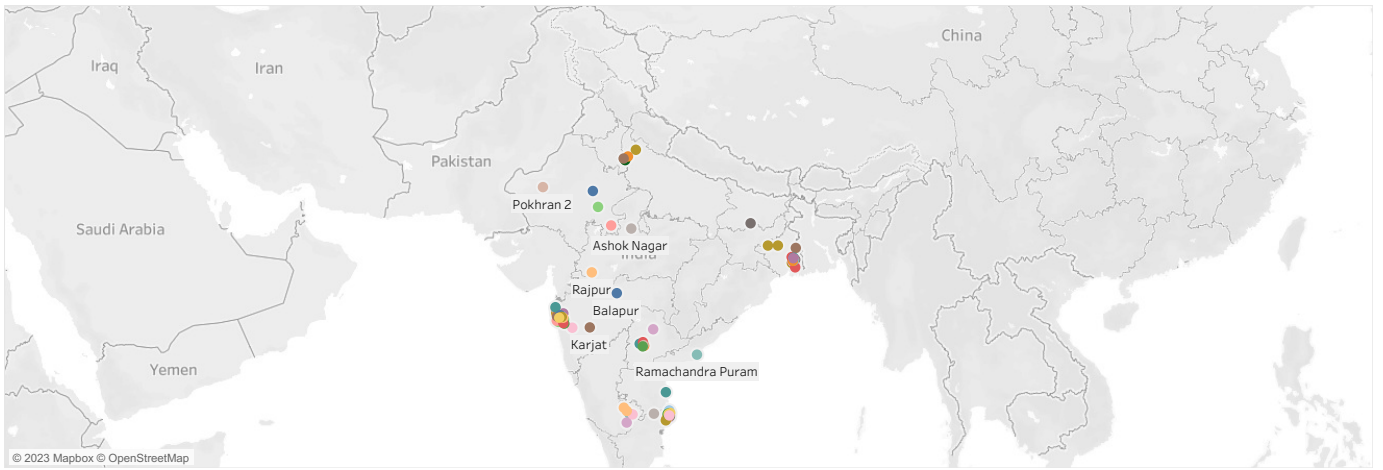 China
Iraq
Iran
Pakistan
Pokhran 2
Saudi Arabia
Ashok Nagar
India
Rajpur
Balapur
Karjat
Yemen
Ramachandra Puram
© 2023 Mapbox © OpenStreetMap